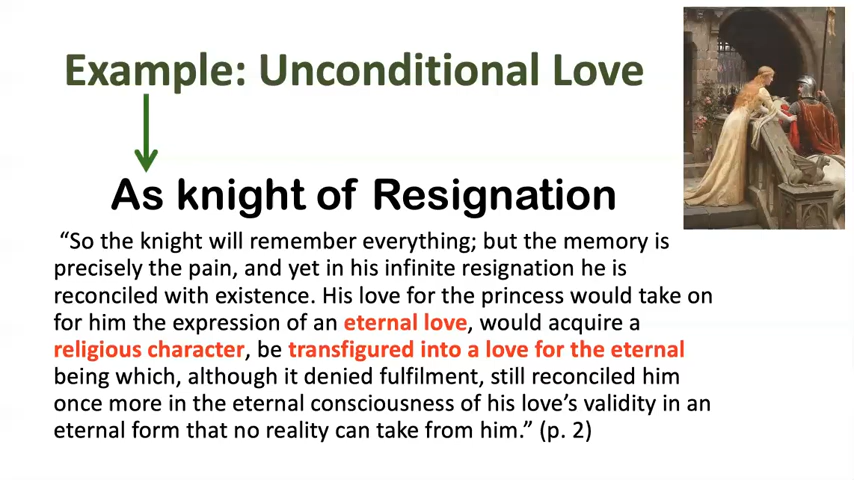 Example: Unconditional Love
As knight of Resignation
“So the knight will remember everything; but the memory is
precisely the pain, and yet in his infinite resignation he is
reconciled with existence. His love for the princess would take on
for him the expression of an eternal love, would acquire a
religious character, be transfigured into a love for the eternal
being which, although it denied fulfilment, still reconciled him
once more in the eternal consciousness of his love’s validity in an
eternal form that no reality can take from him.” (p. 2)